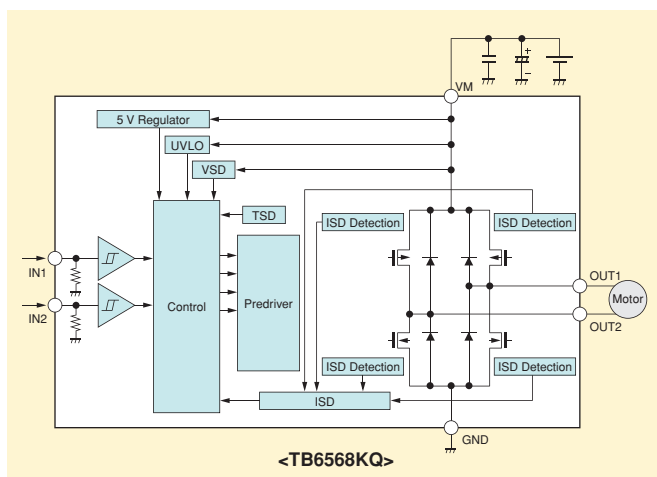 VM
+
−
5 V Regulator
UVLO
VSD
TSD
ISD Detection
ISD Detection
IN1
IN2
Control
Predriver
OUT1
Motor
OUT2
ISD Detection
ISD Detection
ISD
GND
<TB6568KQ>